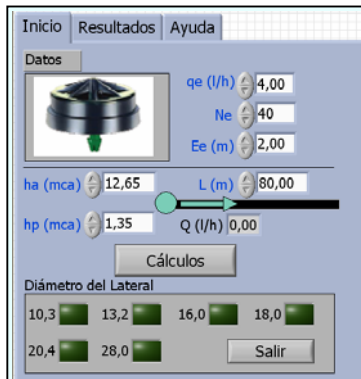 Inicio Resultados Ayuda
Datos
qe (l/h) 4,00
Ne 40
Ee (m) 2,00
ha (mca) 12,65 L (m) 80,00
hp (mca) 1,35 Q (l/h) 0,00
Cálculos
Diámetro del Lateral
10,3 13,2 16,0 18,0
20,4 28,0 Salir